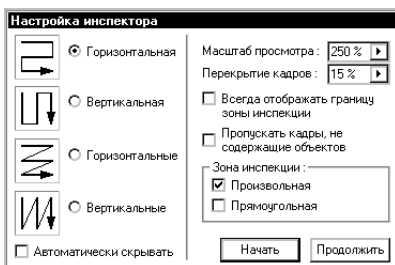 Настройка инспектора
Горизонтальная
Вертикальная
Горизонтальные
Вертикальные
Автоматически скрывать
Масштаб просмотра : 250 %
Перекрытие кадров : 15 %
Всегда отображать границу
зоны инспекции
Пропускать кадры, не
содержащие объектов
Зона инспекции :
Произвольная
Прямоугольная
Начать
Продолжить